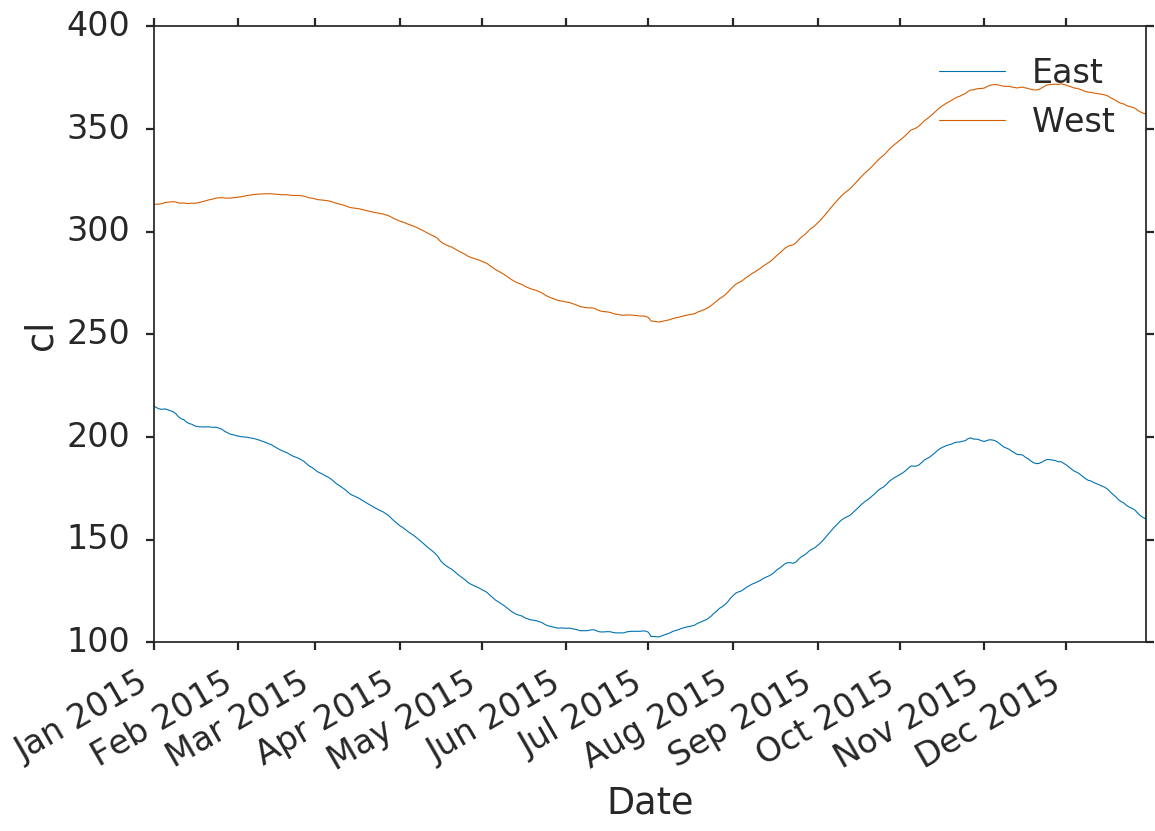 400
350
300
250
200
150
100
cl
East
West
Jan 2015
Feb 2015
Mar 2015
Apr 2015
May 2015
Jun 2015
Jul 2015
Aug 2015
Sep 2015
Oct 2015
Nov 2015
Dec 2015
Date